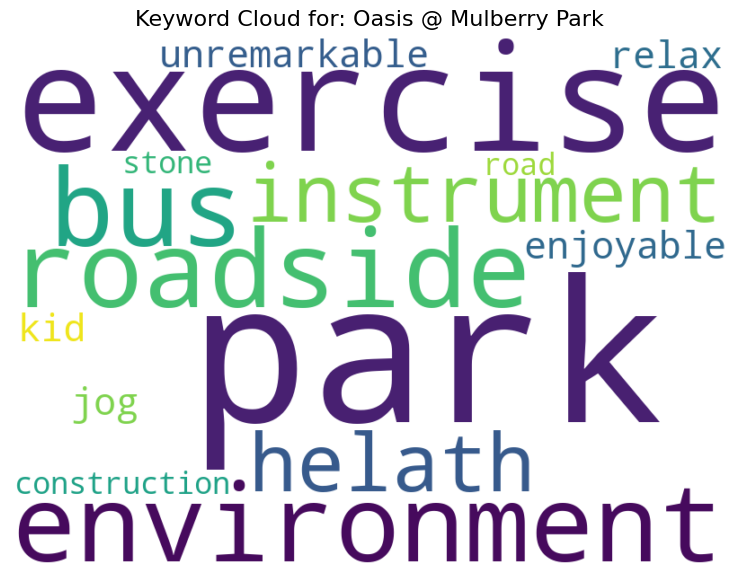 Keyword Cloud for: Oasis @ Mulberry Park
unremarkable relax
exercise
stone road
bus instrument
roadside enjoyable
kid park
jog
helath
construction
environment